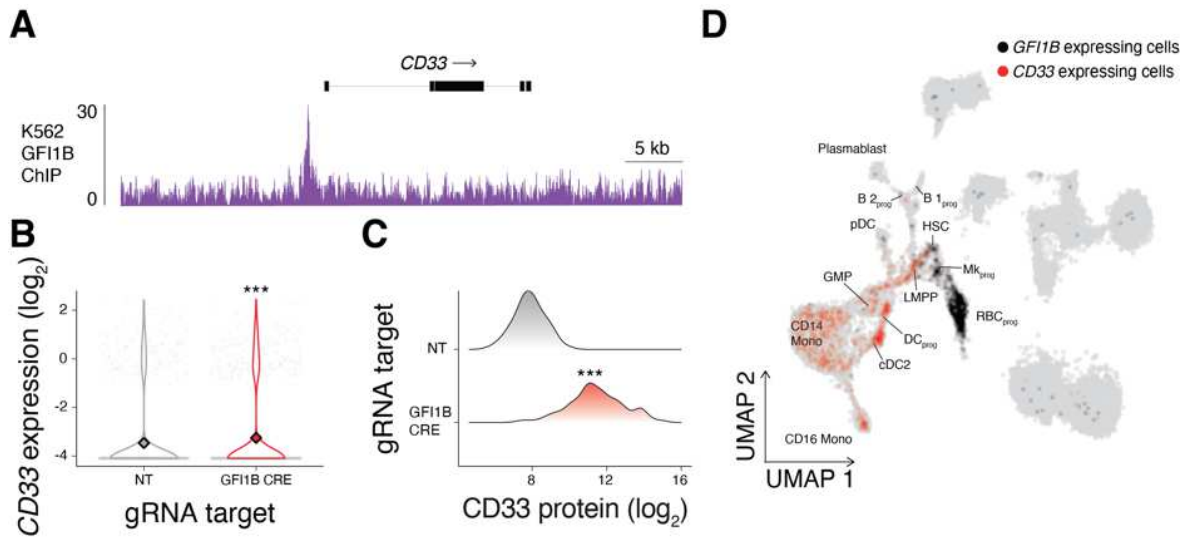 A
CD33 →
K562
GFI1B
ChIP
30
0
5 kb
B
CD33 expression (log2)
2
0
-2
-4
***
NT
GFI1B CRE
gRNA target
C
gRNA target
NT
***
GFI1B
CRE
8
12
16
CD33 protein (log2)
D
GFI1B expressing cells
CD33 expressing cells
Plasmablast
B 2prog
B 1prog
pDC
HSC
GMP
Mkprog
LMPP
RBCprog
CD14
Mono
DCprog
cDC2
CD16 Mono
UMAP 2
UMAP 1